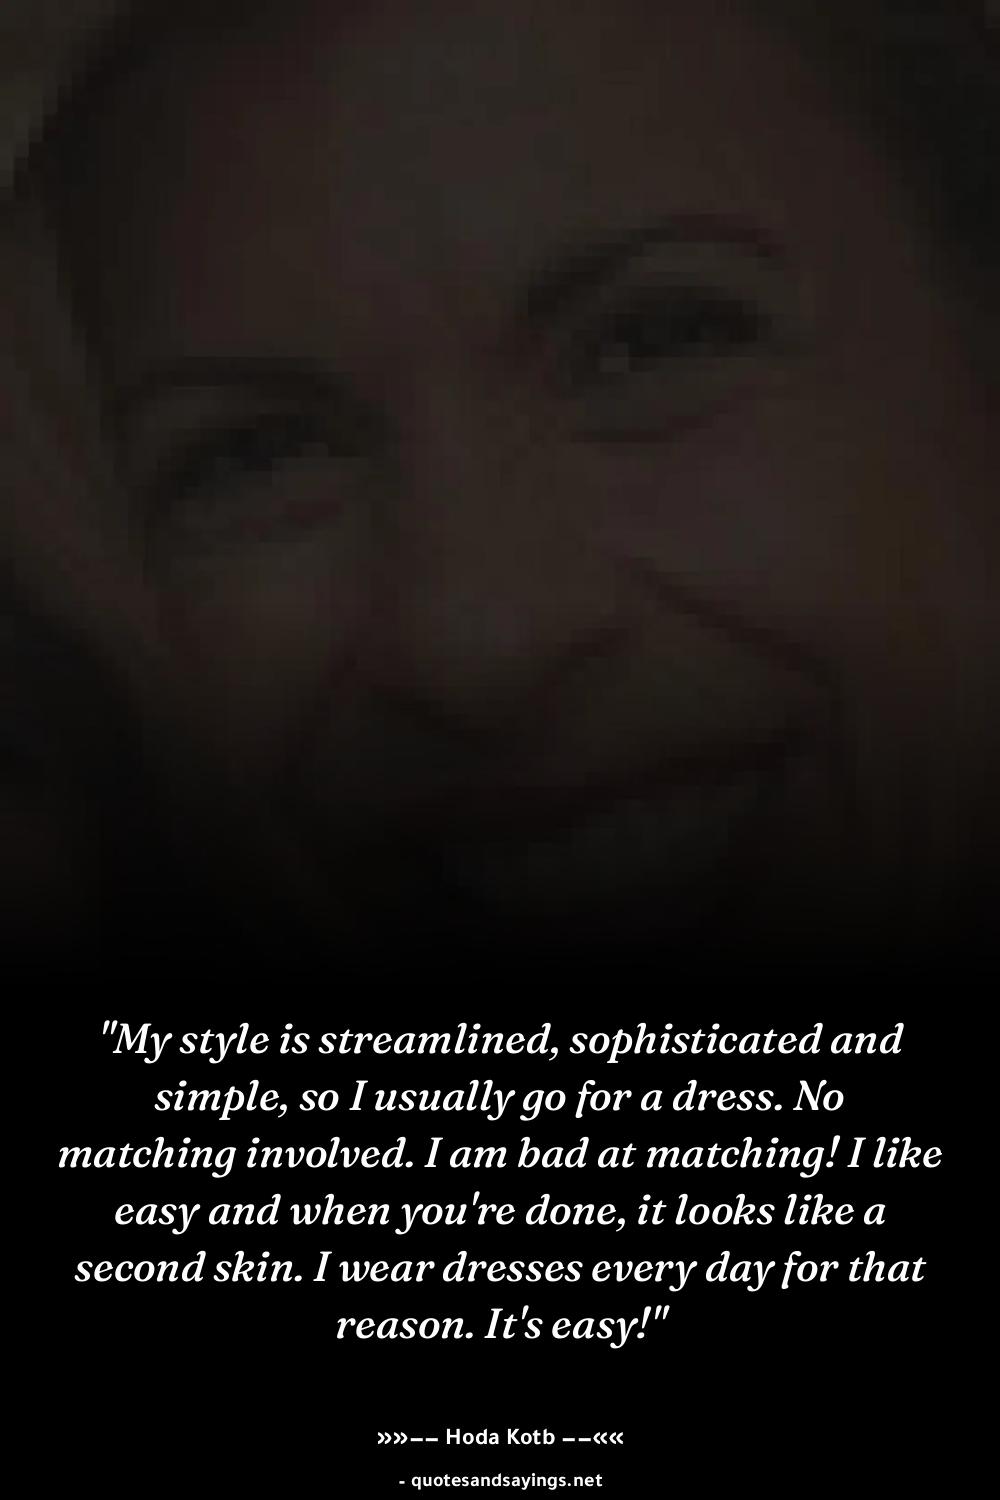 "My style is streamlined, sophisticated and
simple, so I usually go for a dress. No
matching involved. I am bad at matching! I like
easy and when you're done, it looks like a
second skin. I wear dresses every day for that
reason. It's easy!"
»»−− Hoda Kotb −−««
- quotesandsayings.net